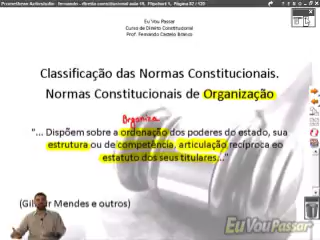 Eu Vou Passar
Curso de Direito Constitucional
Prof. Fernando Castelo Branco
Classificação das Normas Constitucionais.
Normas Constitucionais de Organização
Organiza
"... Dispõem sobre a ordenação dos poderes do estado, sua
estrutura ou de competência, articulação recíproca e o
estatuto dos seus titulares..."
(Gilmar Mendes e outros)
EuVouPassar